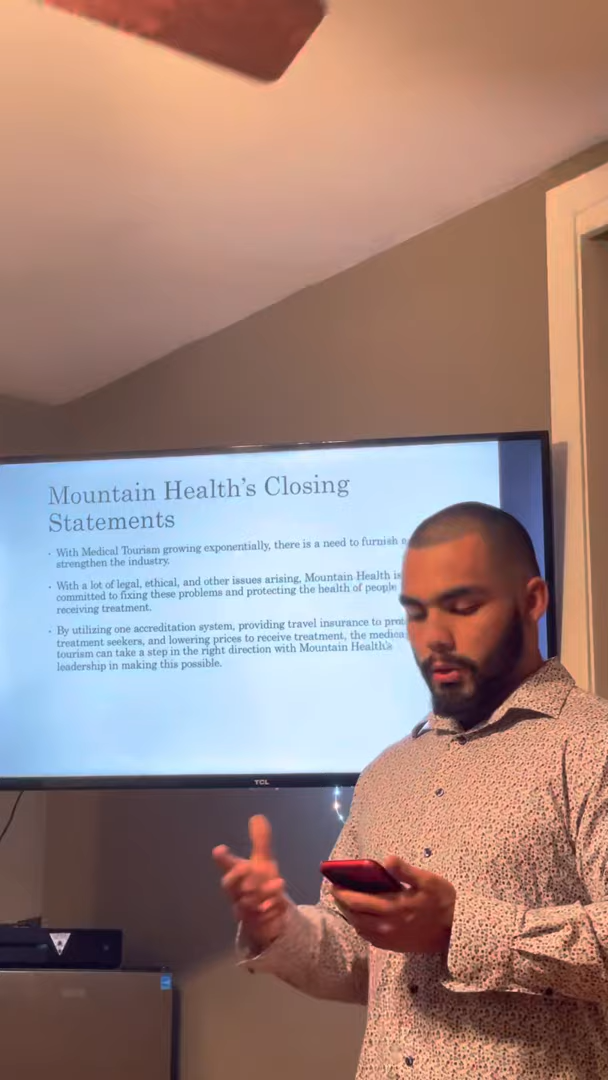 Mountain Health's Closing
Statements
• With Medical Tourism growing exponentially, there is a need to furnish
strengthen the industry.
• With a lot of legal, ethical, and other issues arising, Mountain Health is
committed to fixing these problems and protecting the health of people
receiving treatment.
• By utilizing one accreditation system, providing travel insurance to
treatment seekers, and lowering prices to receive treatment, the
tourism can take a step in the right direction with Mountain Health's
leadership in making this possible.
TCL